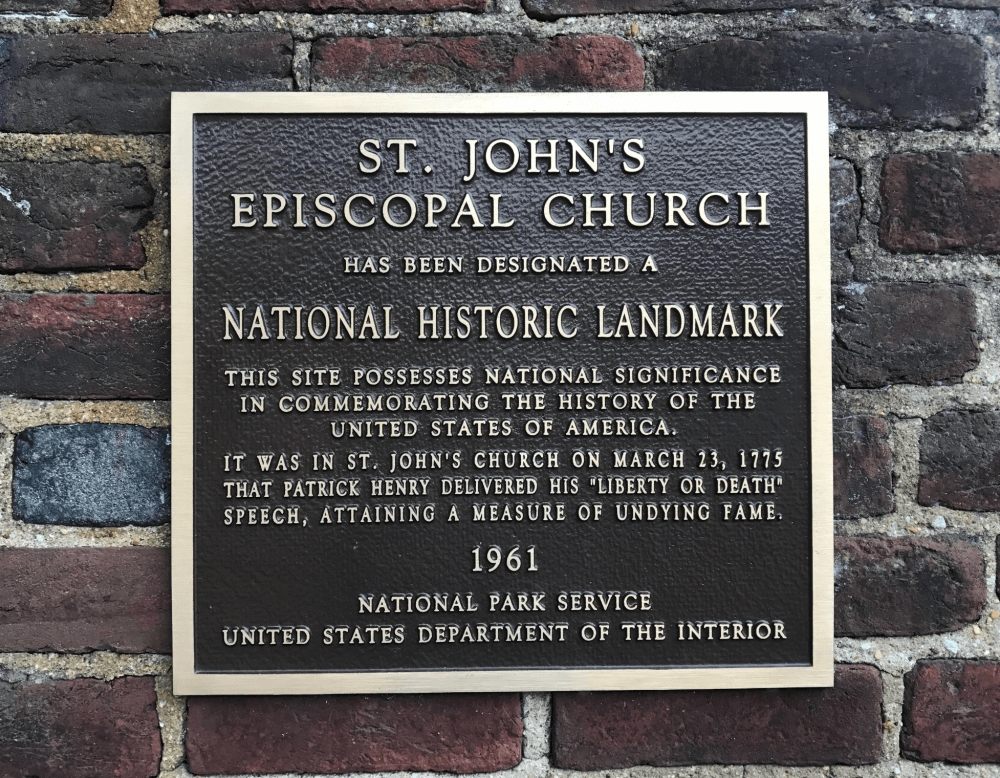 ST. JOHN'S
EPISCOPAL CHURCH
HAS BEEN DESIGNATED A
NATIONAL HISTORIC LANDMARK
THIS SITE POSSESSES NATIONAL SIGNIFICANCE
IN COMMEMORATING THE HISTORY OF THE
UNITED STATES OF AMERICA.
IT WAS IN ST. JOHN'S CHURCH ON MARCH 23, 1775
THAT PATRICK HENRY DELIVERED HIS "LIBERTY OR DEATH"
SPEECH, ATTAINING A MEASURE OF UNDYING FAME.
1961
NATIONAL PARK SERVICE
UNITED STATES DEPARTMENT OF THE INTERIOR